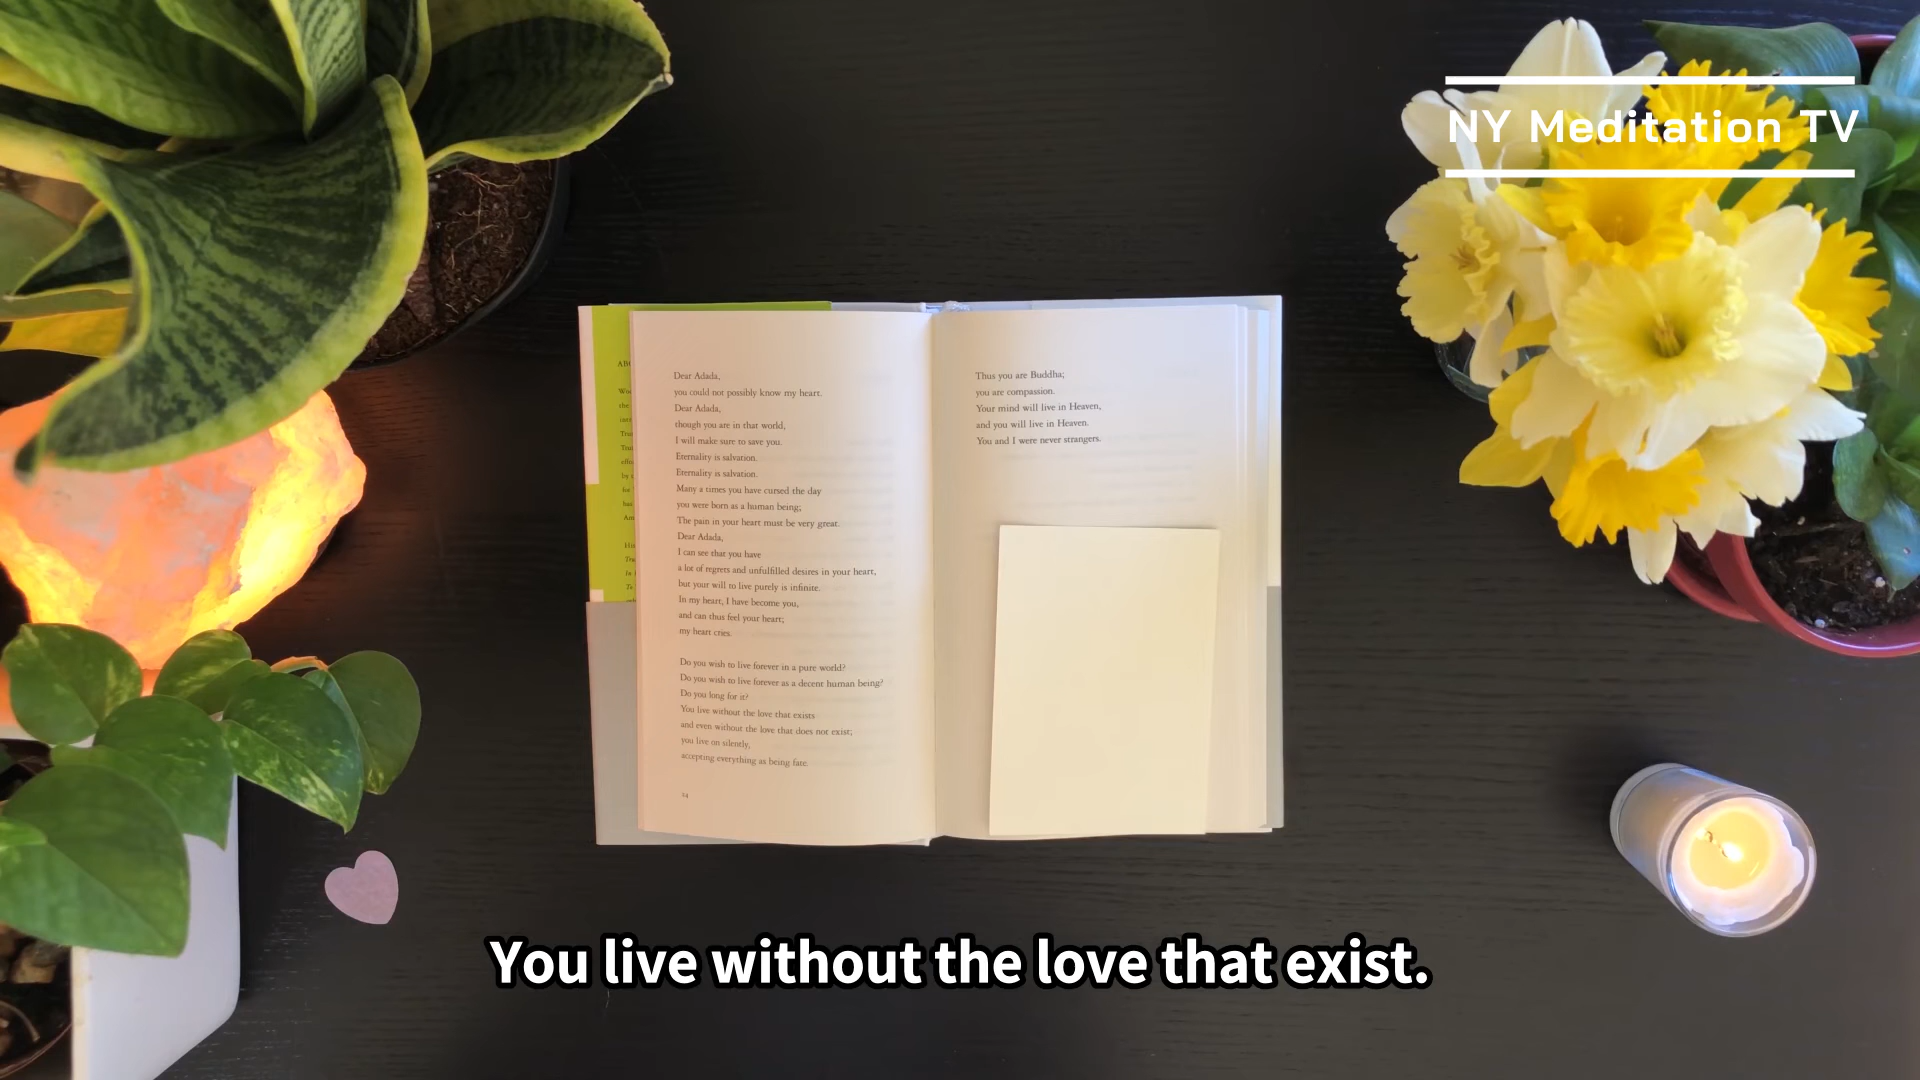 NY Meditation TV
Dear Adada,
you could not possibly know my heart.
Dear Adada,
though you are in that world,
I will make sure to save you.
Eternality is salvation.
Eternality is salvation.
Many a times you have cursed the day
you were born as a human being;
The pain in your heart must be very great.
Dear Adada,
I can see that you have
a lot of regrets and unfulfilled desires in your heart,
but your will to live purely is infinite.
In my heart, I have become you,
and can thus feel your heart;
my heart cries.
Do you wish to live forever in a pure world?
Do you wish to live forever as a decent human being?
Do you long for it?
You live without the love that exists
and even without the love that does not exist;
you live on silently,
accepting everything as being fate.
Thus you are Buddha;
you are compassion.
Your mind will live in Heaven,
and you will live in Heaven.
You and I were never strangers.
You live without the love that exist.